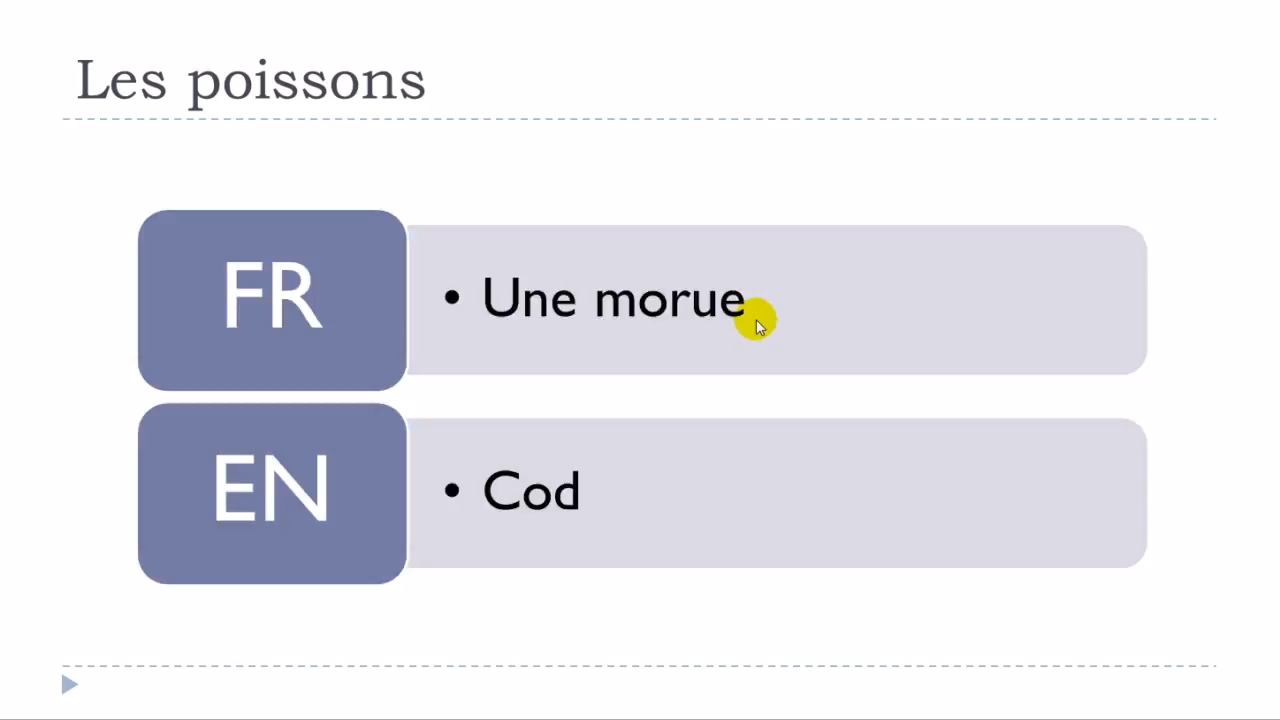 Les poissons
FR
• Une morue
EN
• Cod